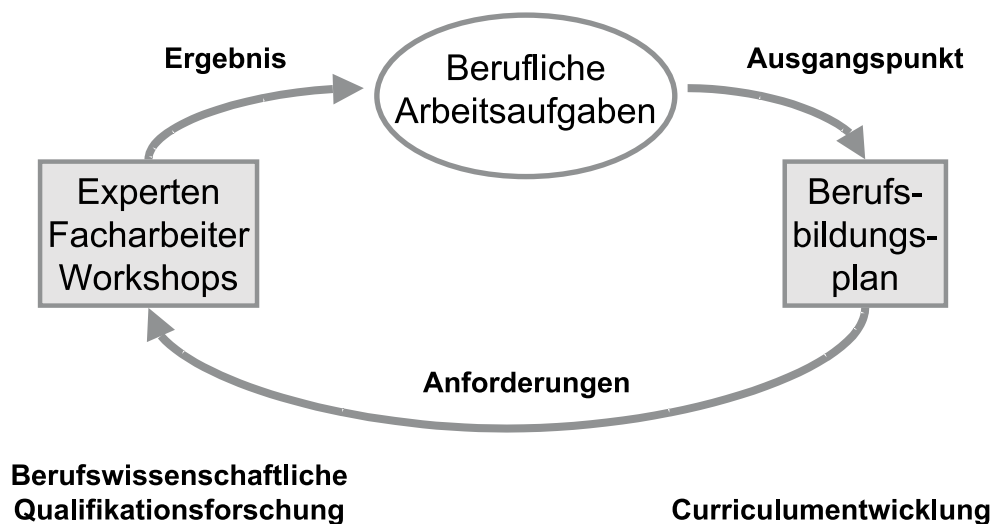 Ergebnis
Berufliche
Arbeitsaufgaben
Ausgangspunkt
Experten
Facharbeiter
Workshops
Berufs-
bildungs-
plan
Anforderungen
Berufswissenschaftliche
Qualifikationsforschung
Curriculumentwicklung